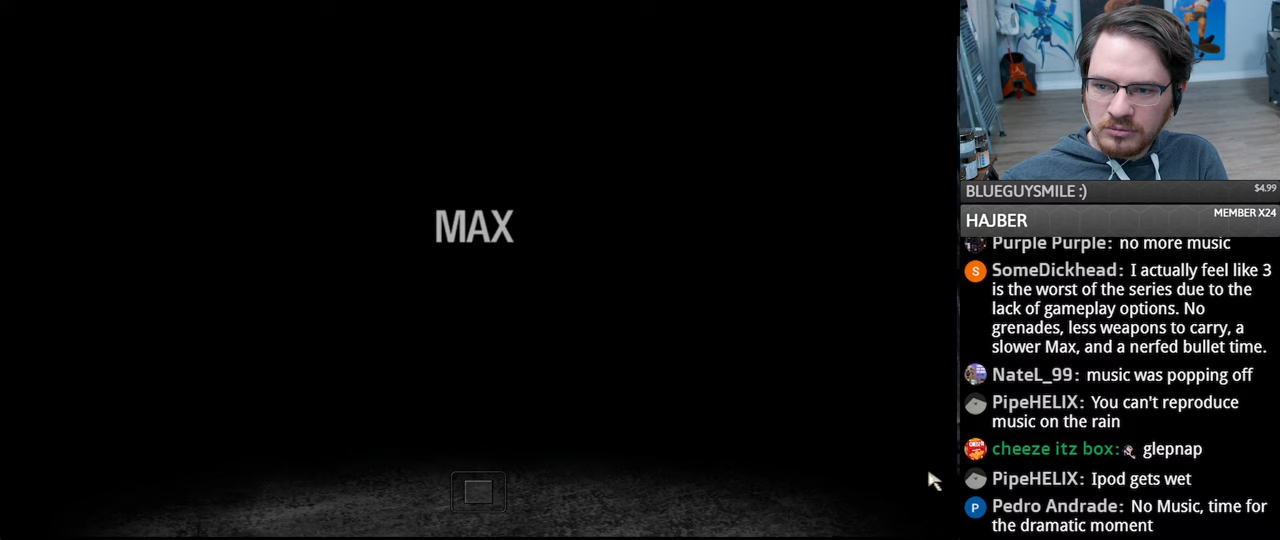 MAX
BLUEGUYSMILE :)
$4.99
HAJBER
MEMBER X24
Purple Purple: no more music
SomeDickhead: I actually feel like 3
is the worst of the series due to the
lack of gameplay options. No
grenades, less weapons to carry, a
slower Max, and a nerfed bullet time.
NateL_99: music was popping off
PipeHELIX: You can't reproduce
music on the rain
cheeze itz box: glepnap
PipeHELIX: Ipod gets wet
Pedro Andrade: No Music, time for
the dramatic moment